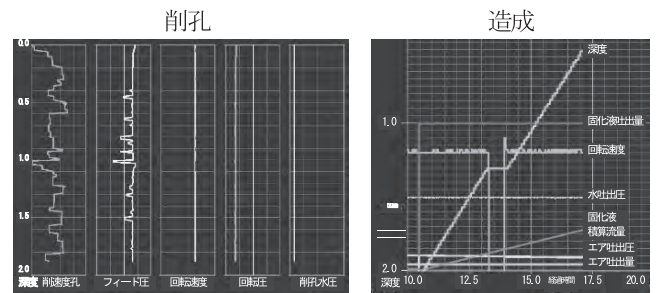 削孔
造成
0.0
0.5
1.0
1.5
2.0
深度 削速度孔 フィード圧 回転速度 回転圧 削孔水圧
深度
固化液吐出量
1.0
回転速度
水吐出圧
固化液
積算流量
エア吐出圧
エア吐出量
2.0
深度 10.0 12.5 15.0 経過時間 17.5 20.0